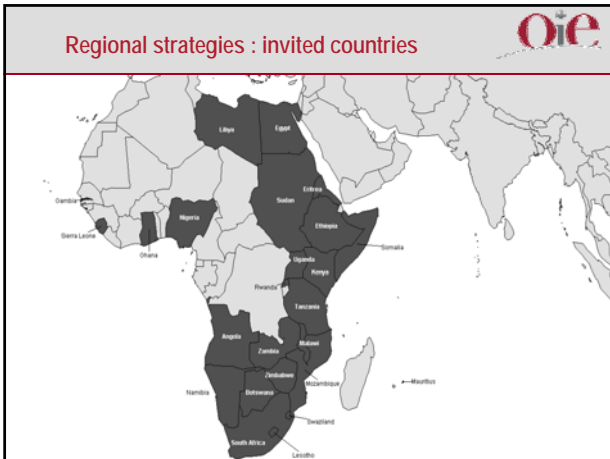 Regional strategies : invited countries
oie
Libya
Egypt
Gambia
Nigeria
Sudan
Eritrea
Sierra Leone
Ghana
Ethiopia
Somalia
Uganda
Kenya
Rwanda
Tanzania
Angola
Malawi
Zambia
Mozambique
Mauritius
Zimbabwe
Namibia
Botswana
Swaziland
South Africa
Lesotho